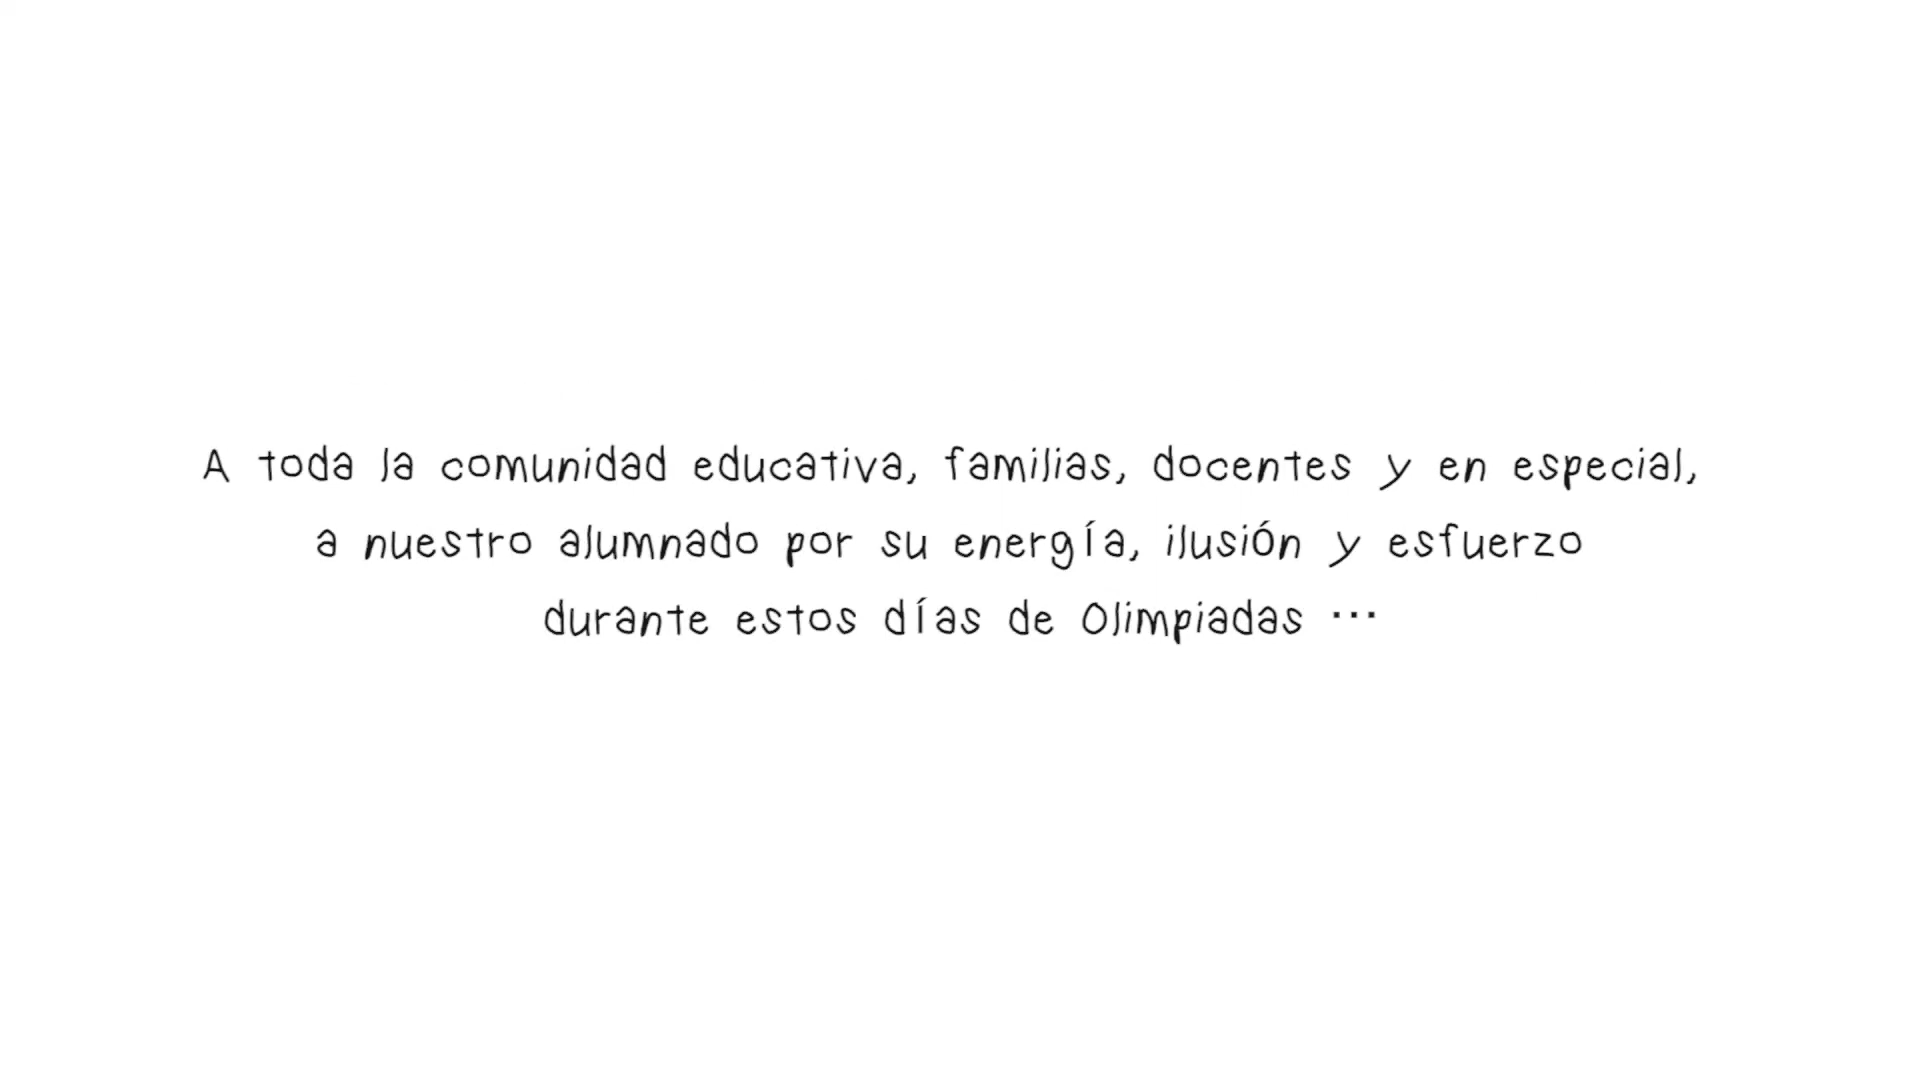 A toda la comunidad educativa, familias, docentes y en especial,
a nuestro alumnado por su energía, ilusión y esfuerzo
durante estos días de Olimpiadas ...